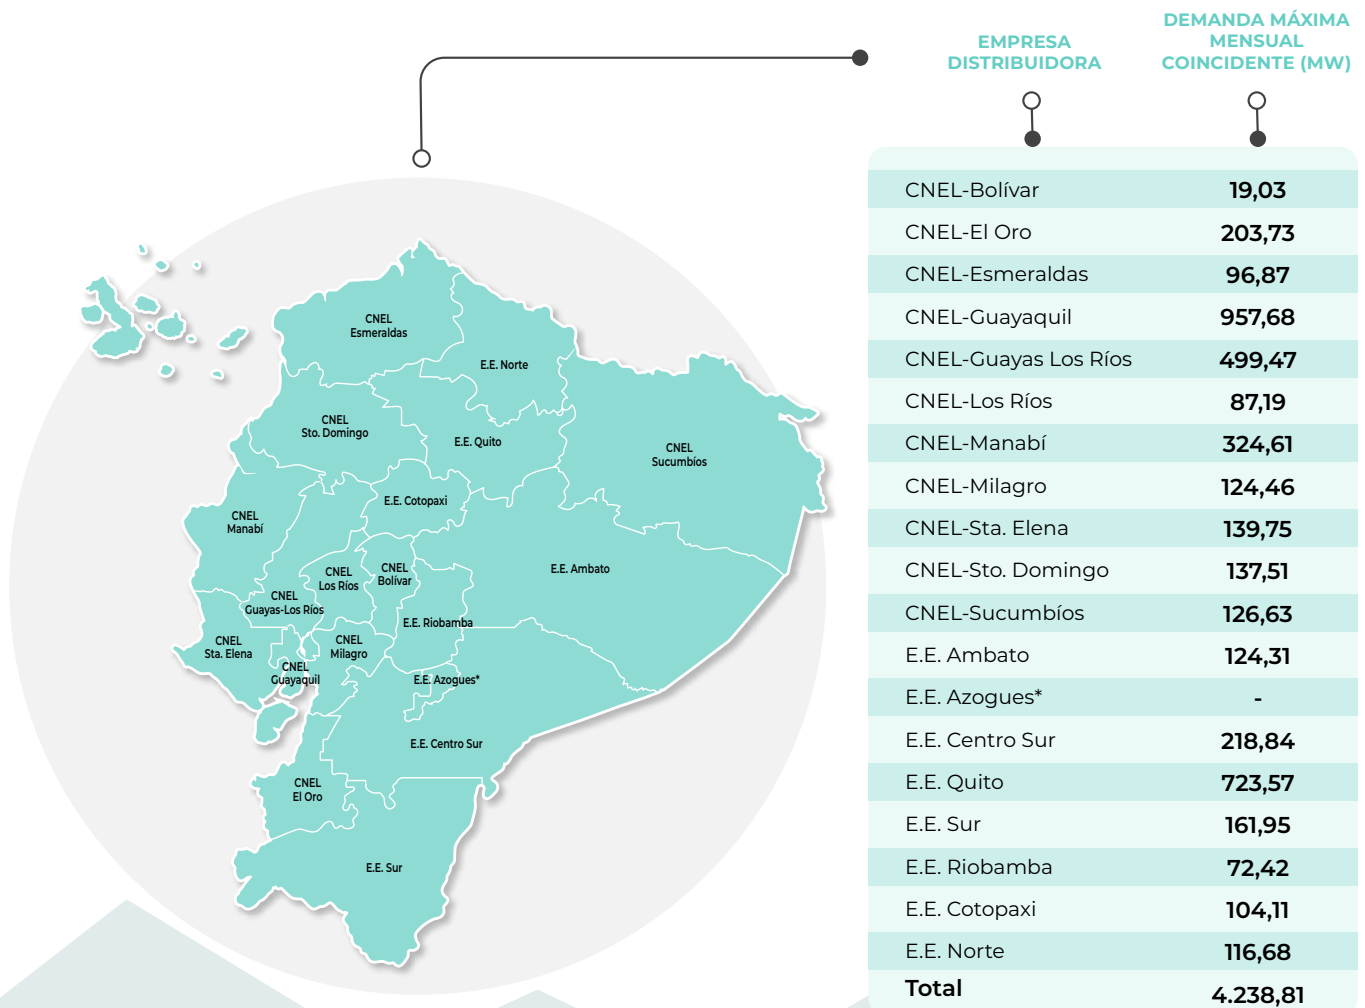 EMPRESA
DISTRIBUIDORA
DEMANDA MÁXIMA
MENSUAL
COINCIDENTE (MW)
CNEL-Bolívar 19,03
CNEL-El Oro 203,73
CNEL-Esmeraldas 96,87
CNEL-Guayaquil 957,68
CNEL-Guayas Los Ríos 499,47
CNEL-Los Ríos 87,19
CNEL-Manabí 324,61
CNEL-Milagro 124,46
CNEL-Sta. Elena 139,75
CNEL-Sto. Domingo 137,51
CNEL-Sucumbíos 126,63
E.E. Ambato 124,31
E.E. Azogues* -
E.E. Centro Sur 218,84
E.E. Quito 723,57
E.E. Sur 161,95
E.E. Riobamba 72,42
E.E. Cotopaxi 104,11
E.E. Norte 116,68
Total 4.238,81
CNEL
Esmeraldas
E.E. Norte
CNEL
Sto. Domingo
E.E. Quito
CNEL
Sucumbíos
E.E. Cotopaxi
CNEL
Manabí
CNEL
Los Ríos
CNEL
Bolívar
E.E. Ambato
CNEL
Guayas-Los Ríos
E.E. Riobamba
CNEL
Sta. Elena
CNEL
Milagro
CNEL
Guayaquil
E.E. Azogues*
E.E. Centro Sur
CNEL
El Oro
E.E. Sur